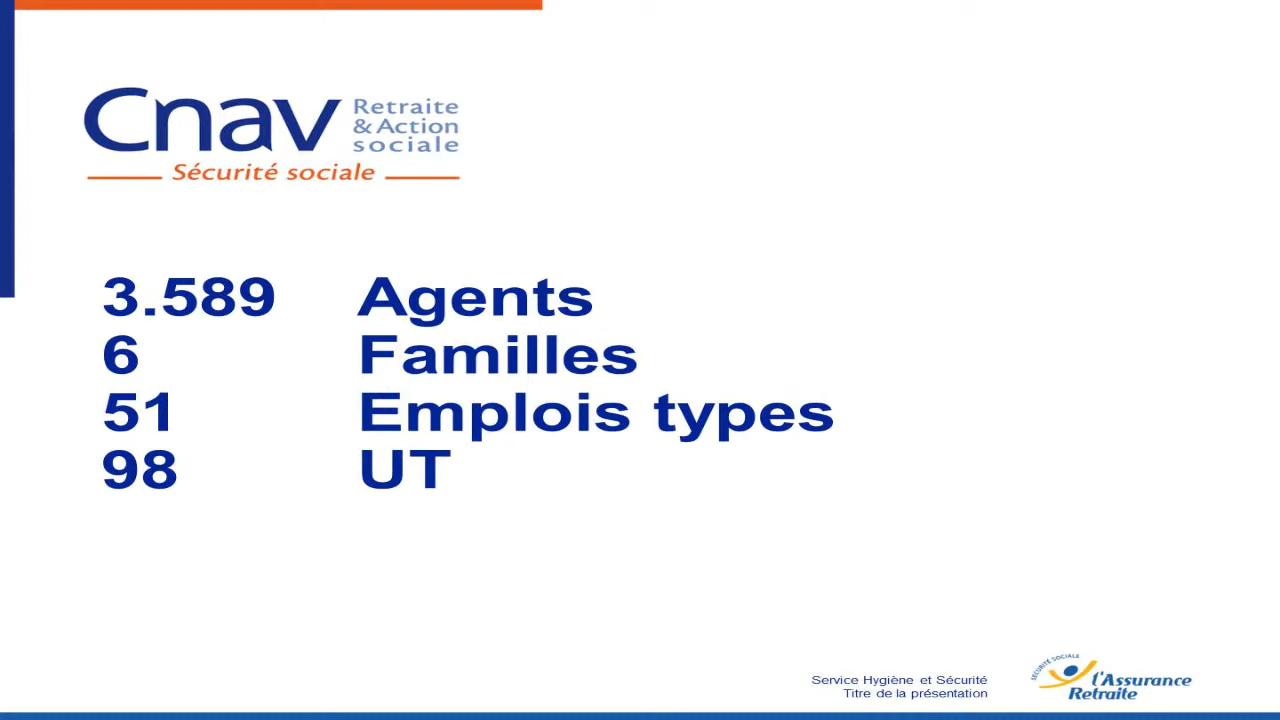 Cnav Retraite
& Action
sociale
Sécurité sociale
3.589 Agents
6 Familles
51 Emplois types
98 UT
Service Hygiène et Sécurité
Titre de la présentation
SÉCURITÉ SOCIALE
l'Assurance
Retraite